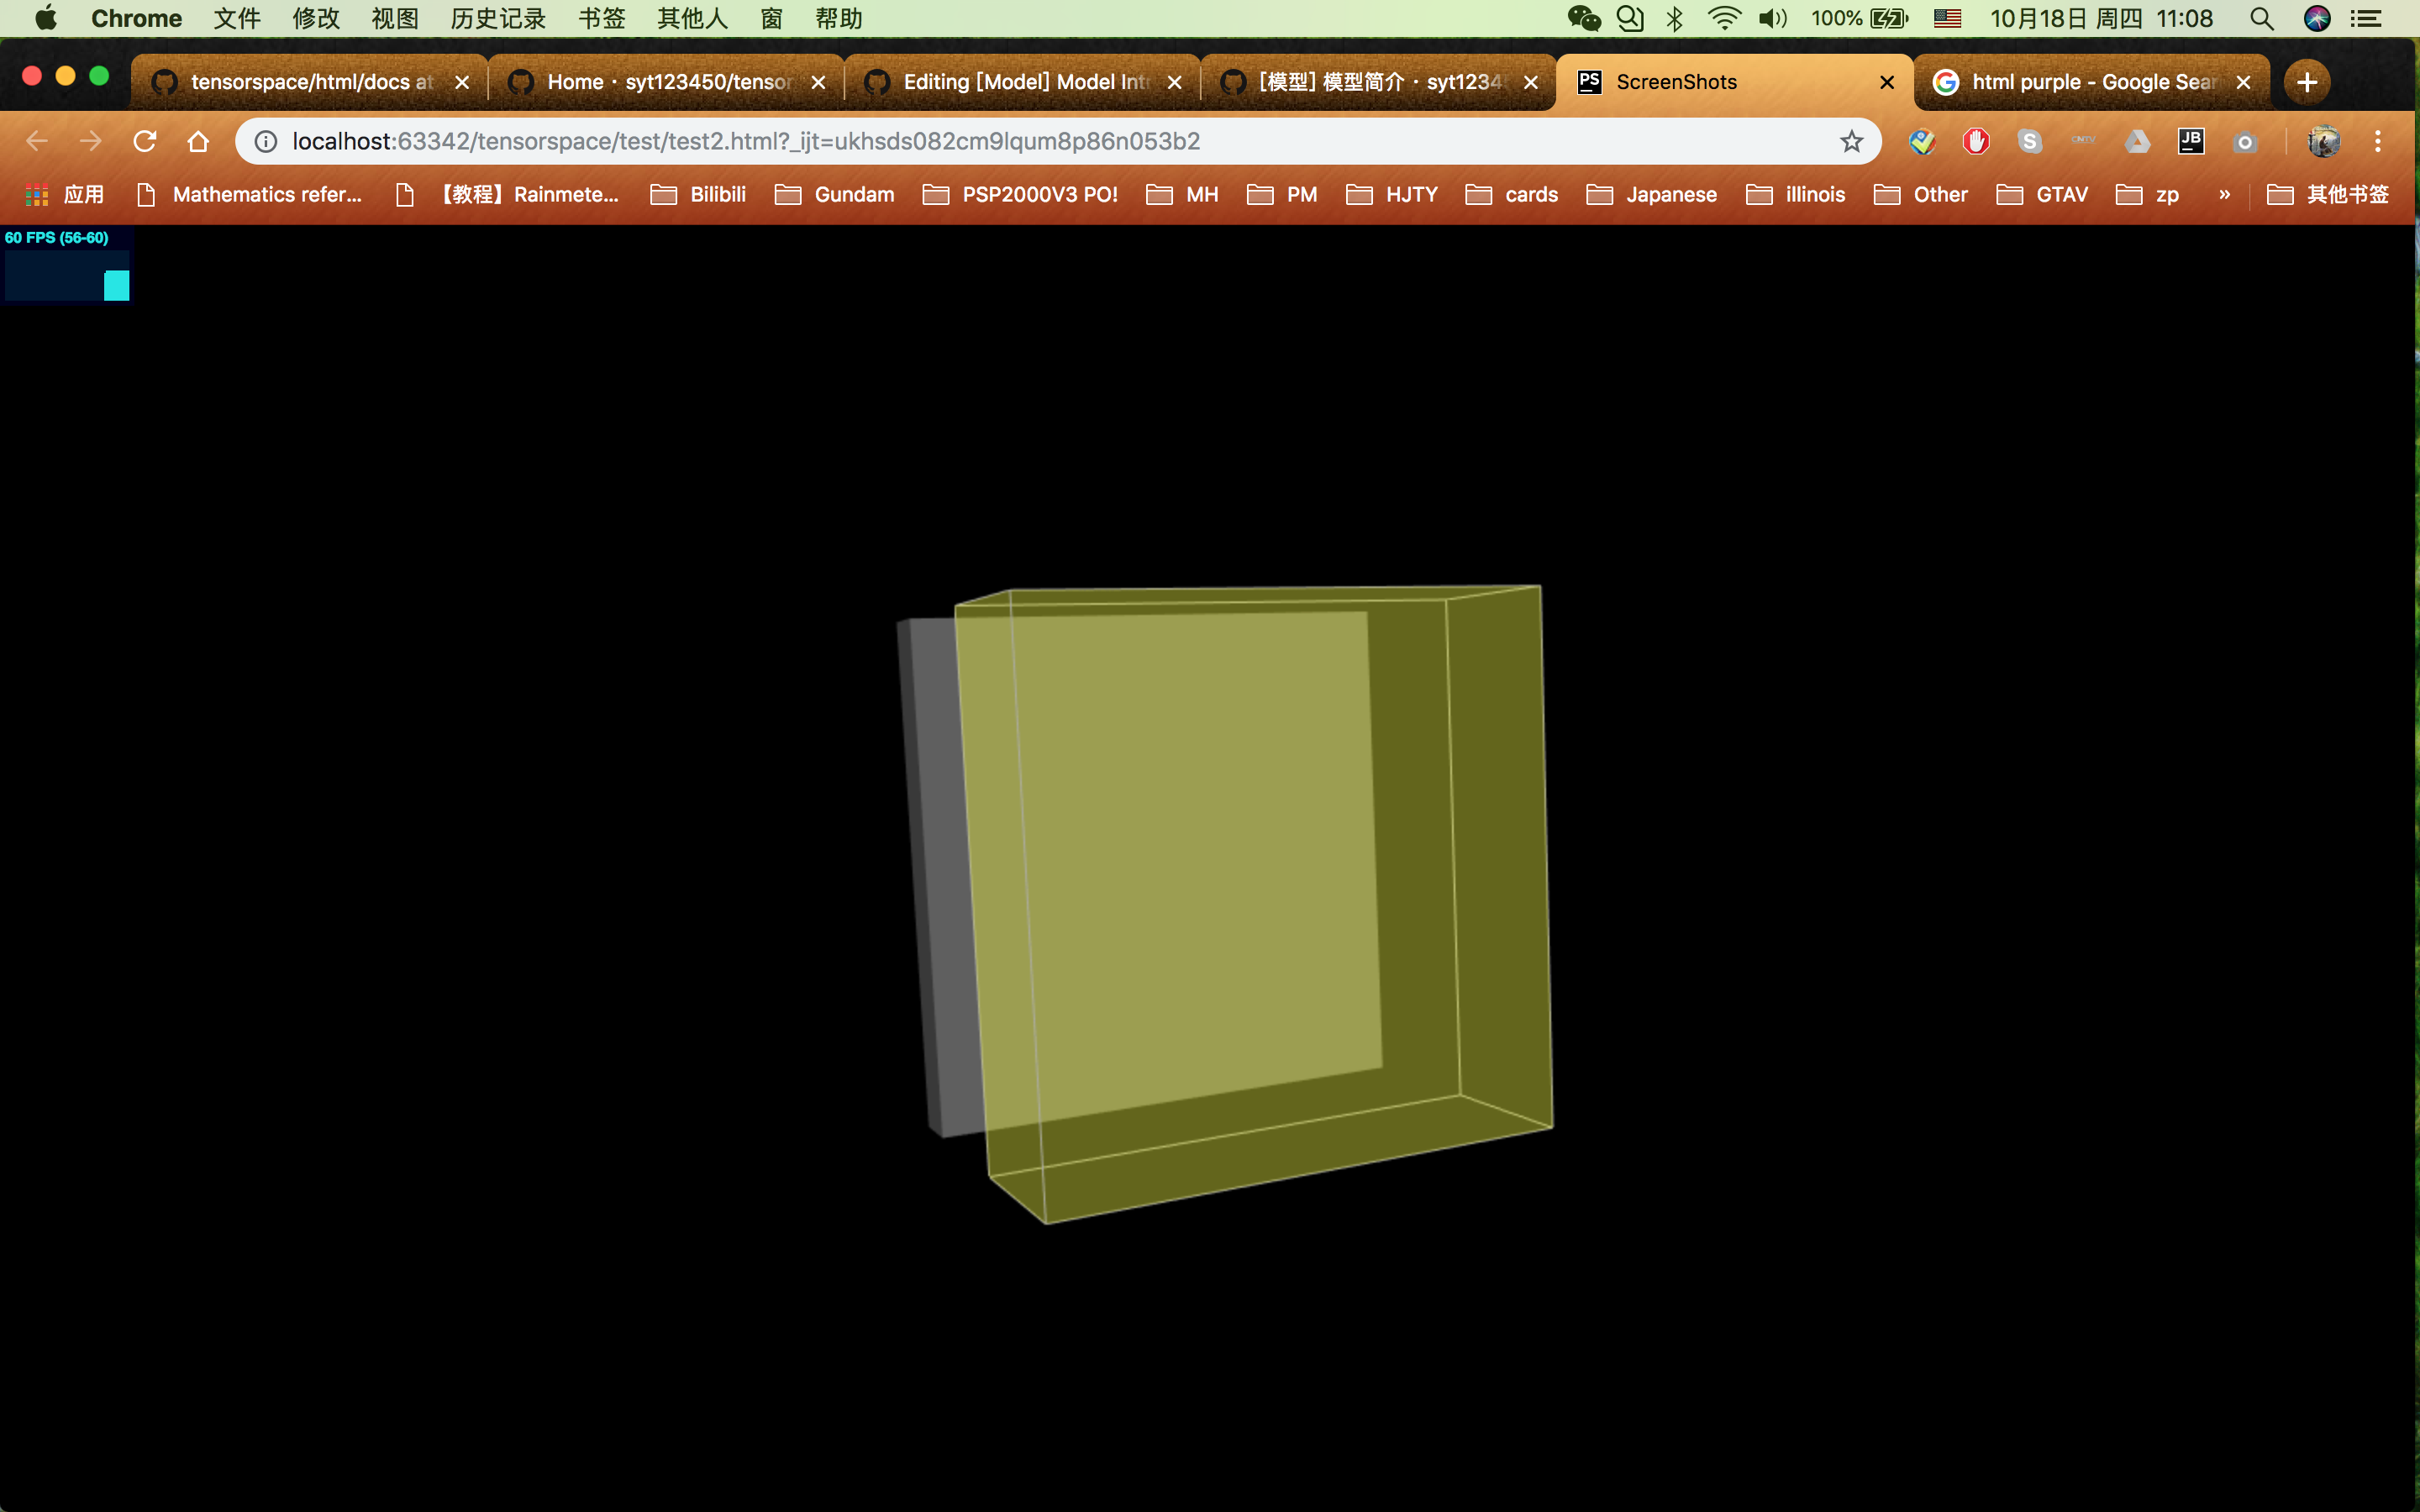 Chrome 文件 修改 视图 历史记录 书签 其他人 窗 帮助 100% 10月18日 周四 11:08
tensorspace/html/docs at Home · syt123450/tensor Editing [Model] Model Intr [模型] 模型简介 · syt1234 PS ScreenShots html purple - Google Sear
localhost:63342/tensorspace/test/test2.html?_ijt=ukhsds082cm9lqum8p86n053b2 JB
应用 Mathematics refer... 【教程】Rainmete... Bilibili Gundam PSP2000V3 PO! MH PM HJTY cards Japanese illinois Other GTAV zp » 其他书签
60 FPS (56-60)